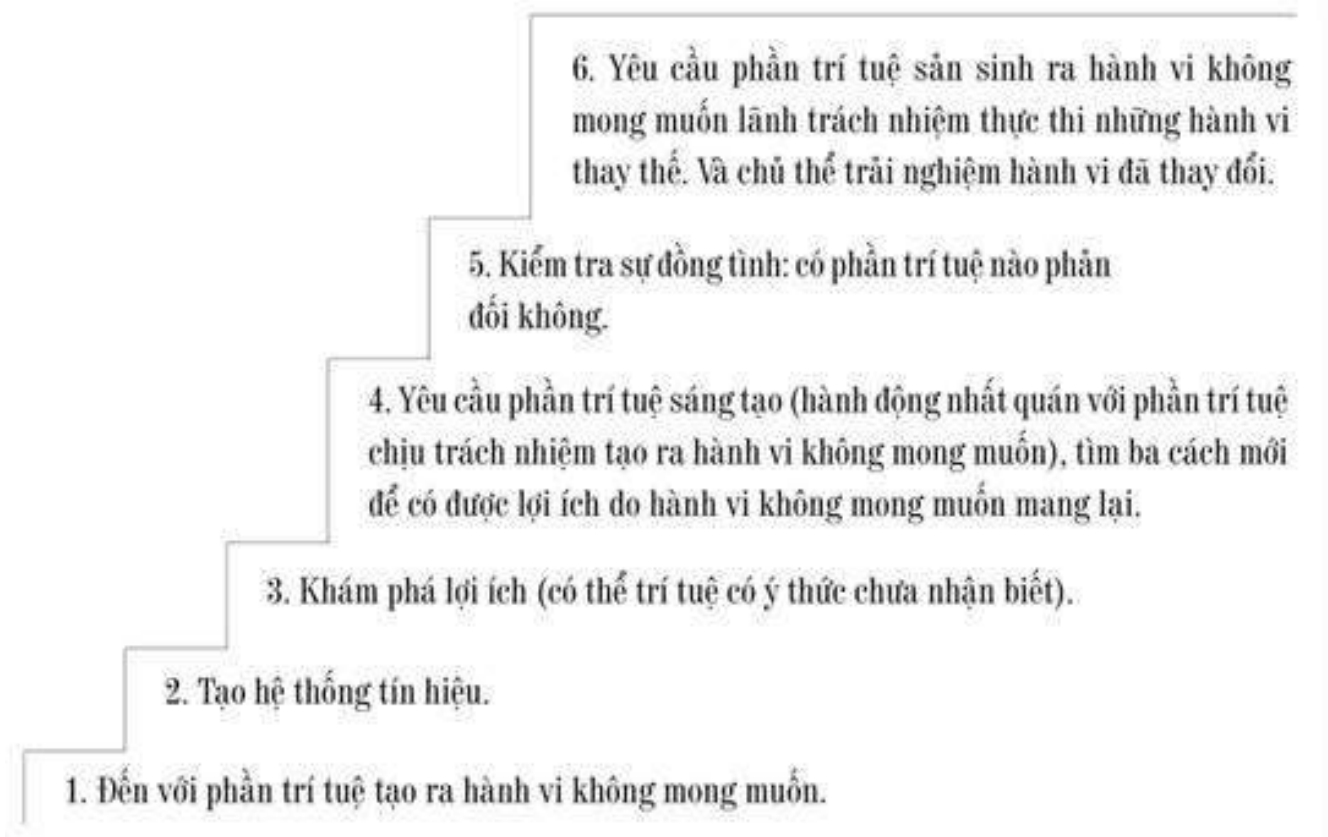 6. Yêu cầu phần trí tuệ sản sinh ra hành vi không
mong muốn lãnh trách nhiệm thực thi những hành vi
thay thế. Và chủ thể trải nghiệm hành vi đã thay đổi.
5. Kiểm tra sự đồng tình: có phần trí tuệ nào phản
đối không.
4. Yêu cầu phần trí tuệ sáng tạo (hành động nhất quán với phần trí tuệ
chịu trách nhiệm tạo ra hành vi không mong muốn), tìm ba cách mới
để có được lợi ích do hành vi không mong muốn mang lại.
3. Khám phá lợi ích (có thể trí tuệ có ý thức chưa nhận biết).
2. Tạo hệ thống tín hiệu.
1. Đến với phần trí tuệ tạo ra hành vi không mong muốn.